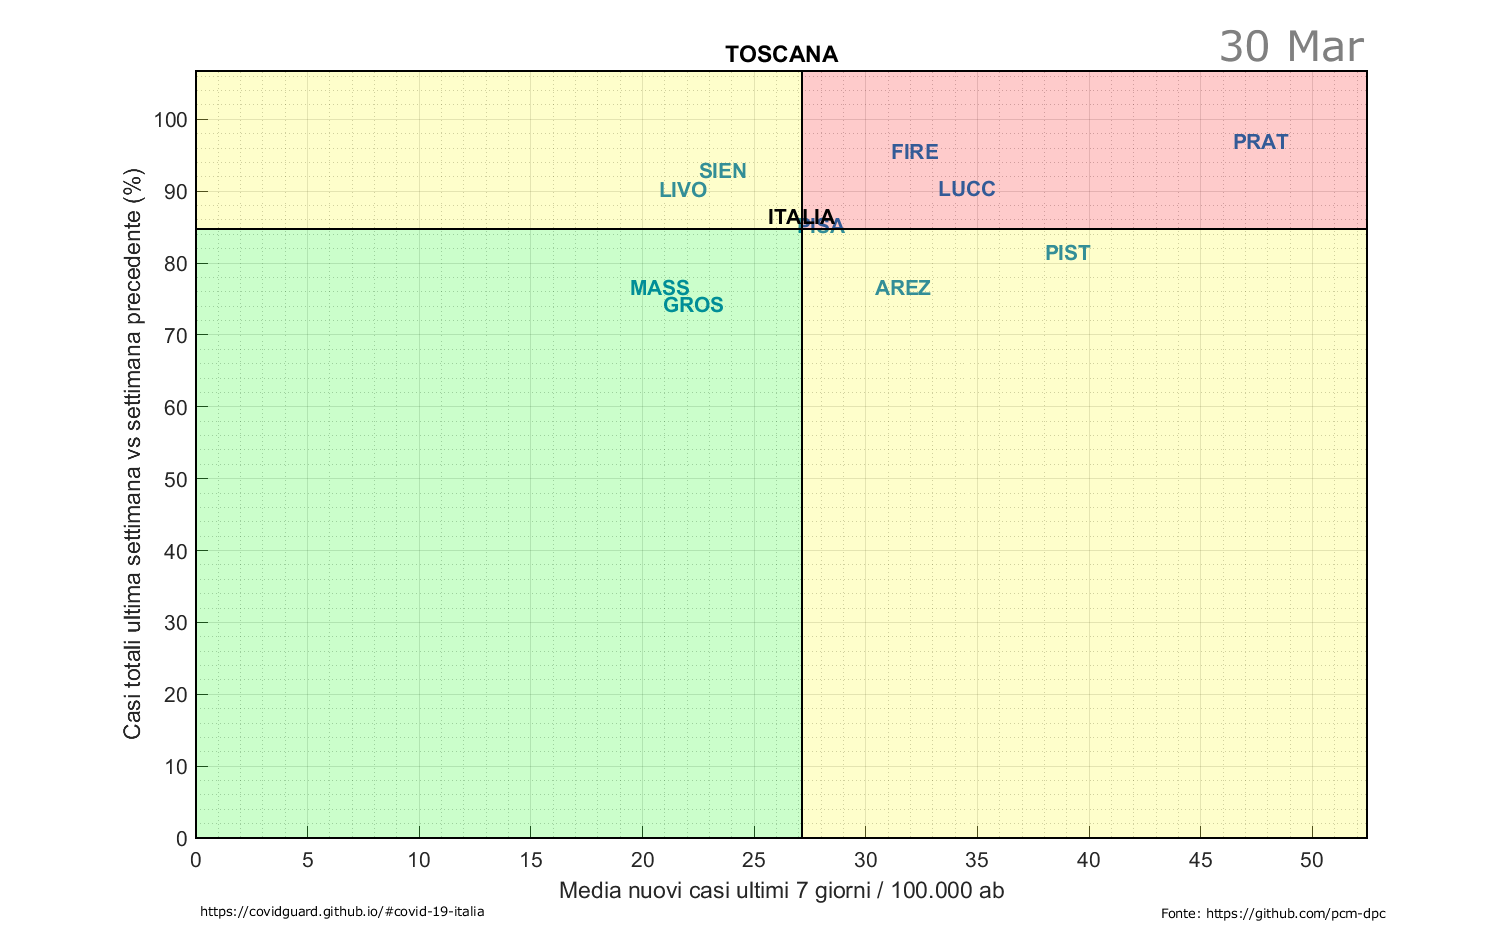 TOSCANA
30 Mar
Casi totali ultima settimana vs settimana precedente (%)
100
90
80
70
60
50
40
30
20
10
0
PRAT
FIRE
SIEN
LUCC
LIVO
ITALIA
PISA
PIST
MASS
AREZ
GROS
0 5 10 15 20 25 30 35 40 45 50
Media nuovi casi ultimi 7 giorni / 100.000 ab
https://covidguard.github.io/#covid-19-italia
Fonte: https://github.com/pcm-dpc